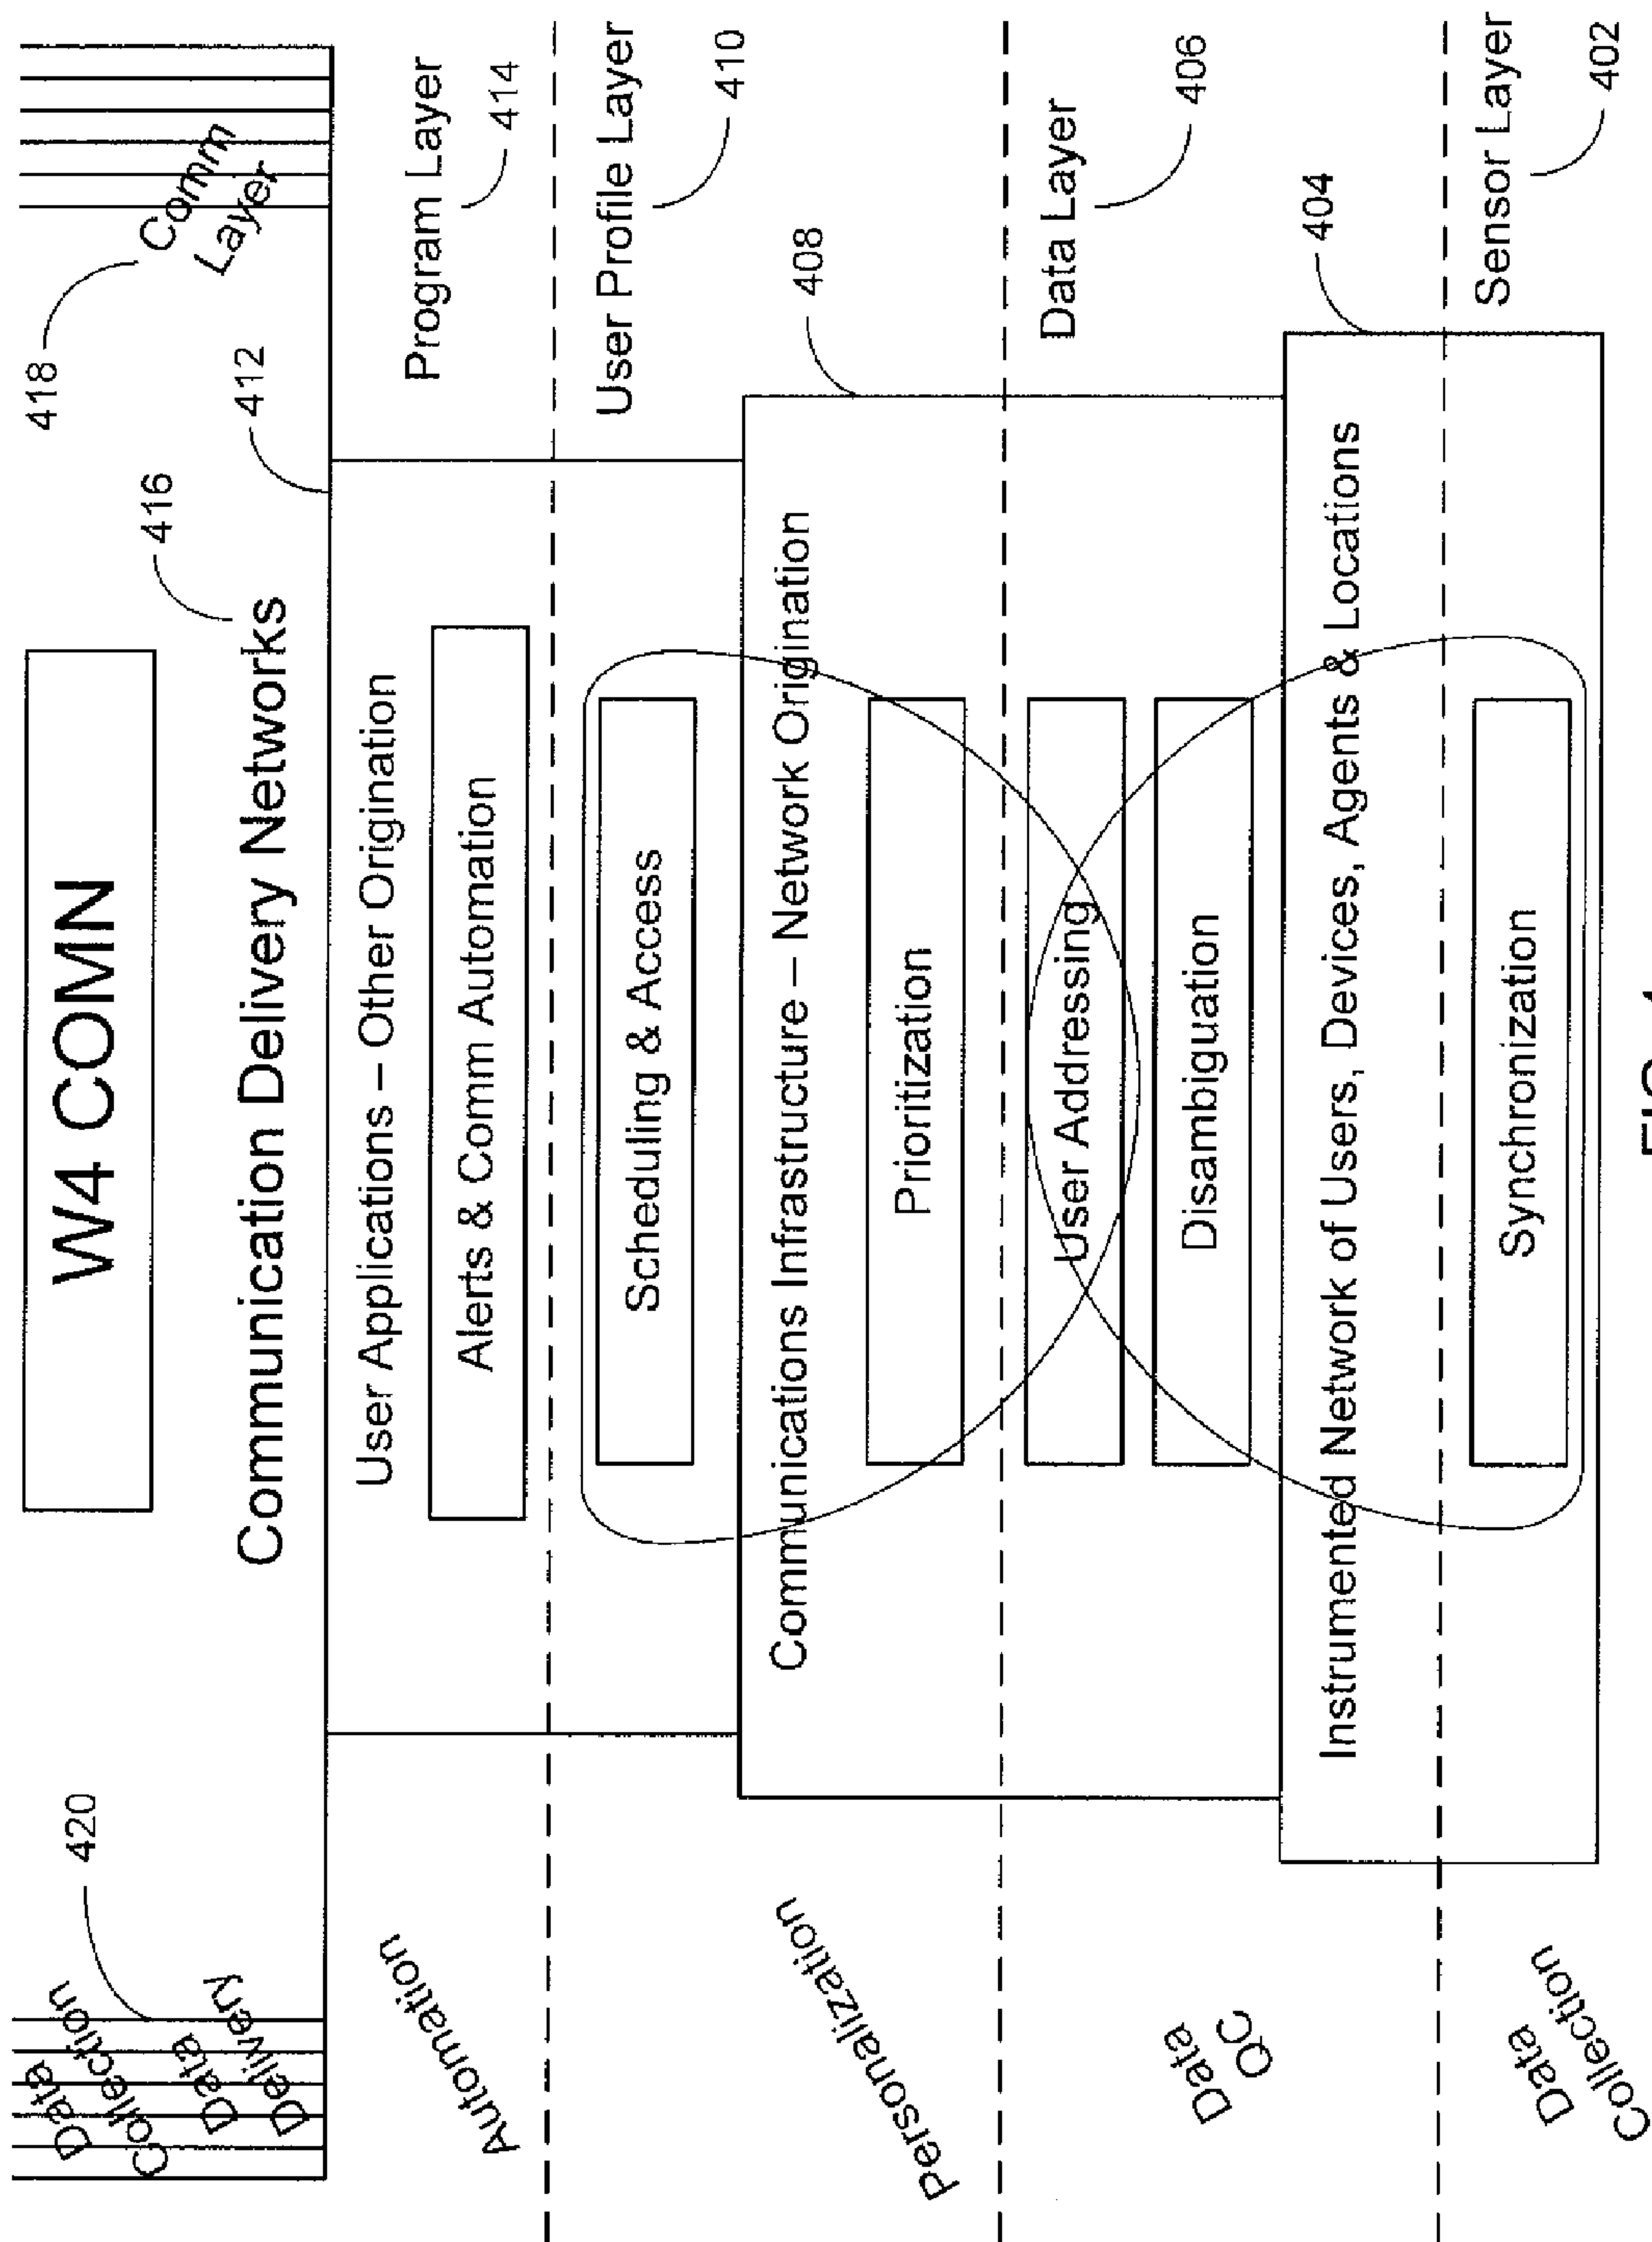 W4 COMN
418
Comm
Layer
416
Communication Delivery Networks
412
420
Data
Collection
Data
Delivery
User Applications – Other Origination
Program Layer
414
Alerts & Comm Automation
Automation
User Profile Layer
410
Scheduling & Access
408
Communications Infrastructure – Network Origination
Personalization
Prioritization
Data Layer
406
User Addressing
Data
QC
Disambiguation
404
Instrumented Network of Users, Devices, Agents & Locations
Sensor Layer
402
Synchronization
Data
Collection